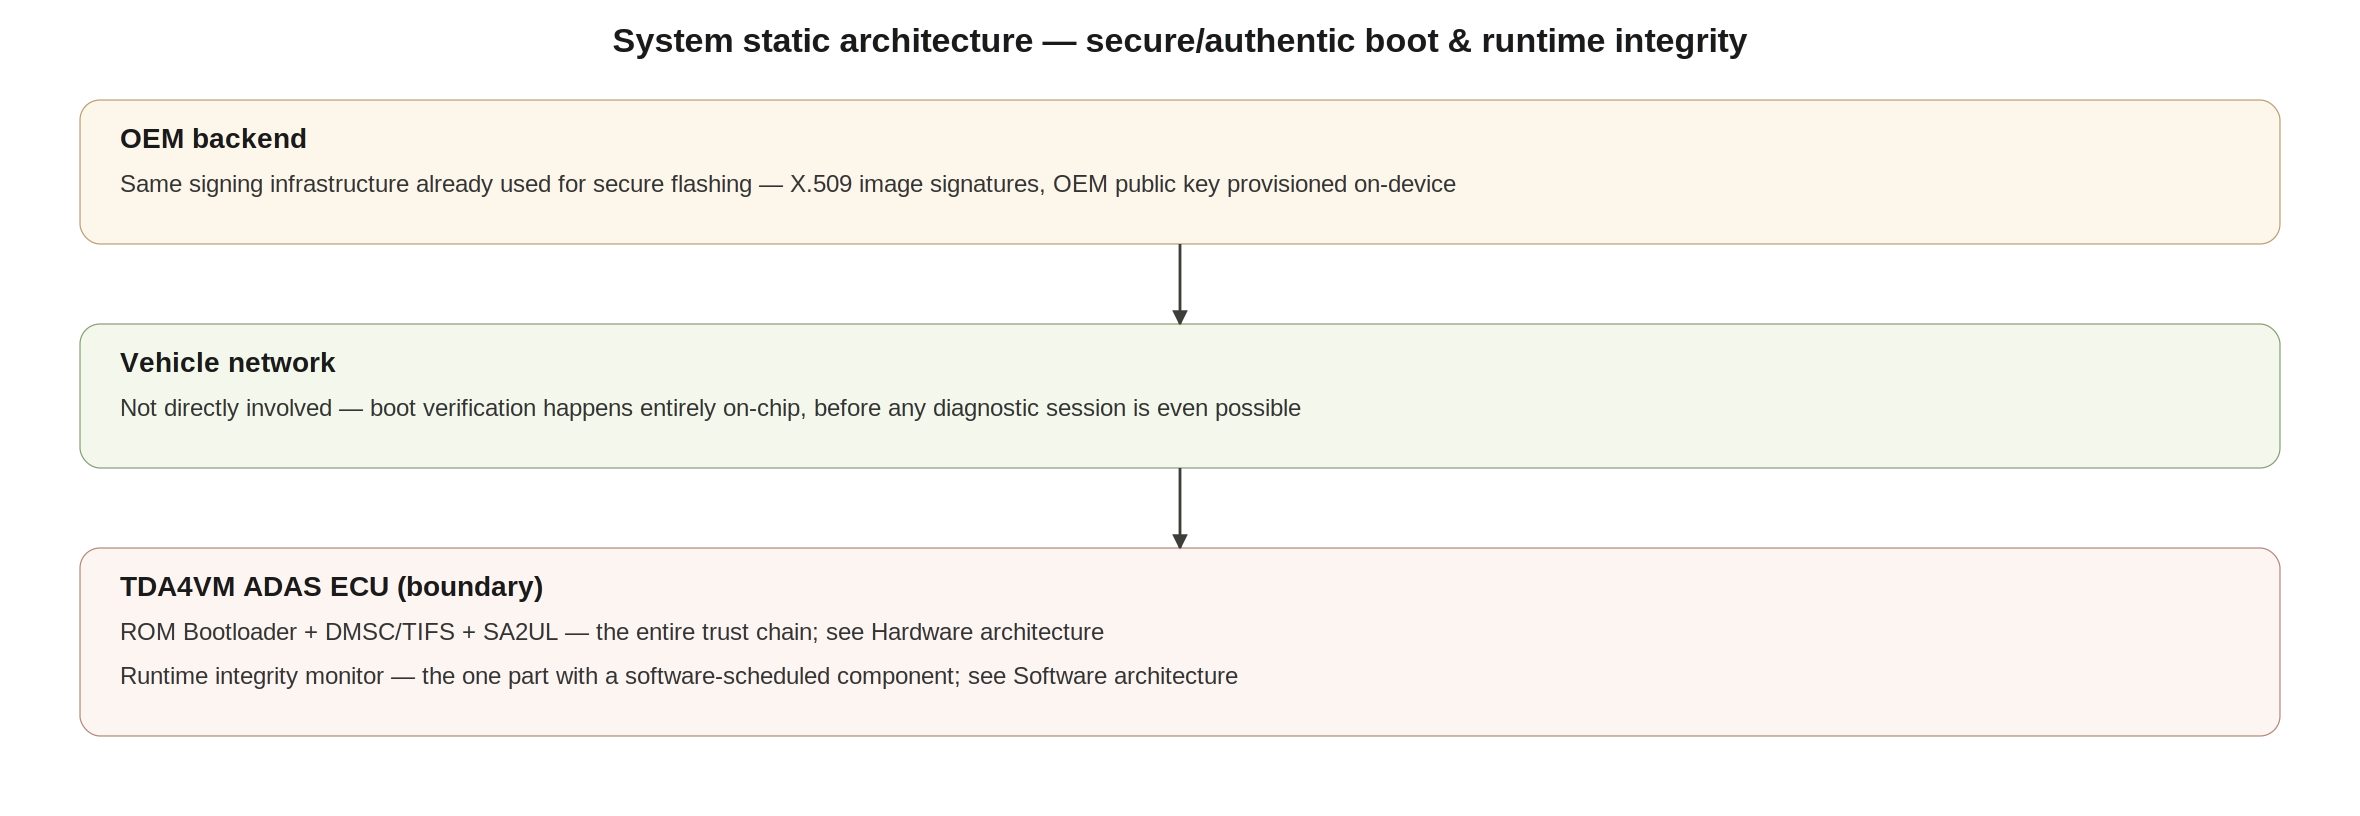 System static architecture — secure/authentic boot & runtime integrity
OEM backend
Same signing infrastructure already used for secure flashing — X.509 image signatures, OEM public key provisioned on-device
Vehicle network
Not directly involved — boot verification happens entirely on-chip, before any diagnostic session is even possible
TDA4VM ADAS ECU (boundary)
ROM Bootloader + DMSC/TIFS + SA2UL — the entire trust chain; see Hardware architecture
Runtime integrity monitor — the one part with a software-scheduled component; see Software architecture